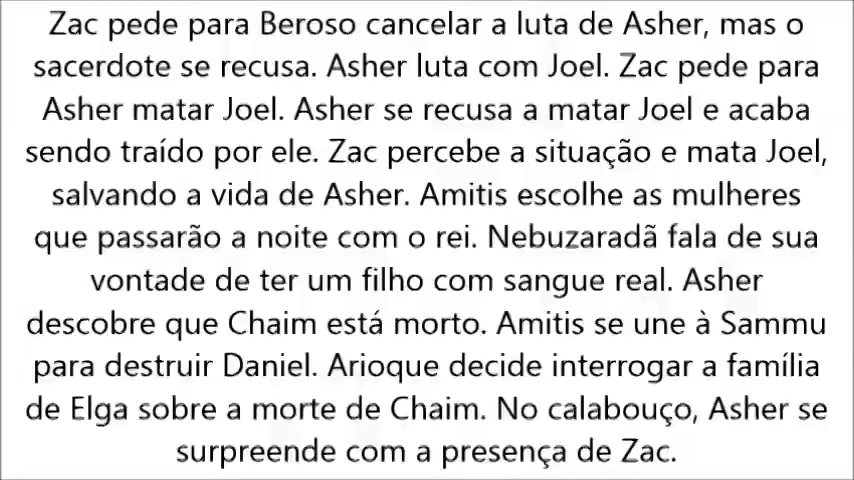 Zac pede para Beroso cancelar a luta de Asher, mas o
sacerdote se recusa. Asher luta com Joel. Zac pede para
Asher matar Joel. Asher se recusa a matar Joel e acaba
sendo traído por ele. Zac percebe a situação e mata Joel,
salvando a vida de Asher. Amitis escolhe as mulheres
que passarão a noite com o rei. Nebuzaradã fala de sua
vontade de ter um filho com sangue real. Asher
descobre que Chaim está morto. Amitis se une à Sammu
para destruir Daniel. Arioque decide interrogar a família
de Elga sobre a morte de Chaim. No calabouço, Asher se
surpreende com a presença de Zac.